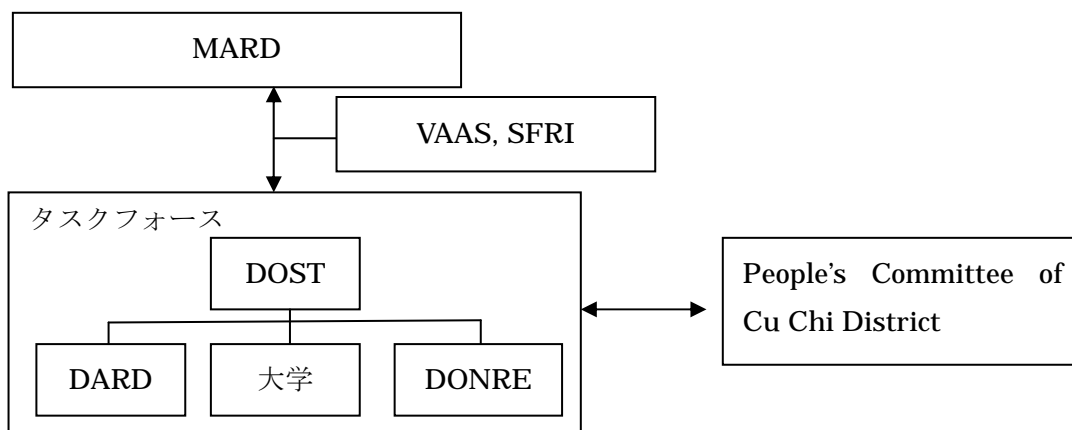 MARD
VAAS, SFRI
タスクフォース
DOST
People's Committee of
Cu Chi District
DARD
大学
DONRE